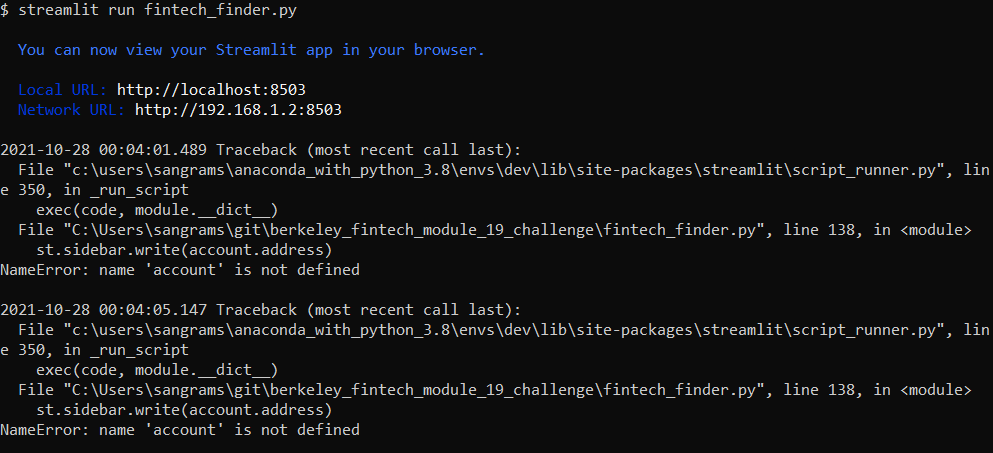 $ streamlit run fintech_finder.py
You can now view your Streamlit app in your browser.
Local URL: http://localhost:8503
Network URL: http://192.168.1.2:8503
2021-10-28 00:04:01.489 Traceback (most recent call last):
File "c:\users\sangrams\anaconda_with_python_3.8\envs\dev\lib\site-packages\streamlit\script_runner.py", lin
e 350, in _run_script
exec(code, module.__dict__)
File "C:\Users\sangrams\git\berkeley_fintech_module_19_challenge\fintech_finder.py", line 138, in <module>
st.sidebar.write(account.address)
NameError: name 'account' is not defined
2021-10-28 00:04:05.147 Traceback (most recent call last):
File "c:\users\sangrams\anaconda_with_python_3.8\envs\dev\lib\site-packages\streamlit\script_runner.py", lin
e 350, in _run_script
exec(code, module.__dict__)
File "C:\Users\sangrams\git\berkeley_fintech_module_19_challenge\fintech_finder.py", line 138, in <module>
st.sidebar.write(account.address)
NameError: name 'account' is not defined